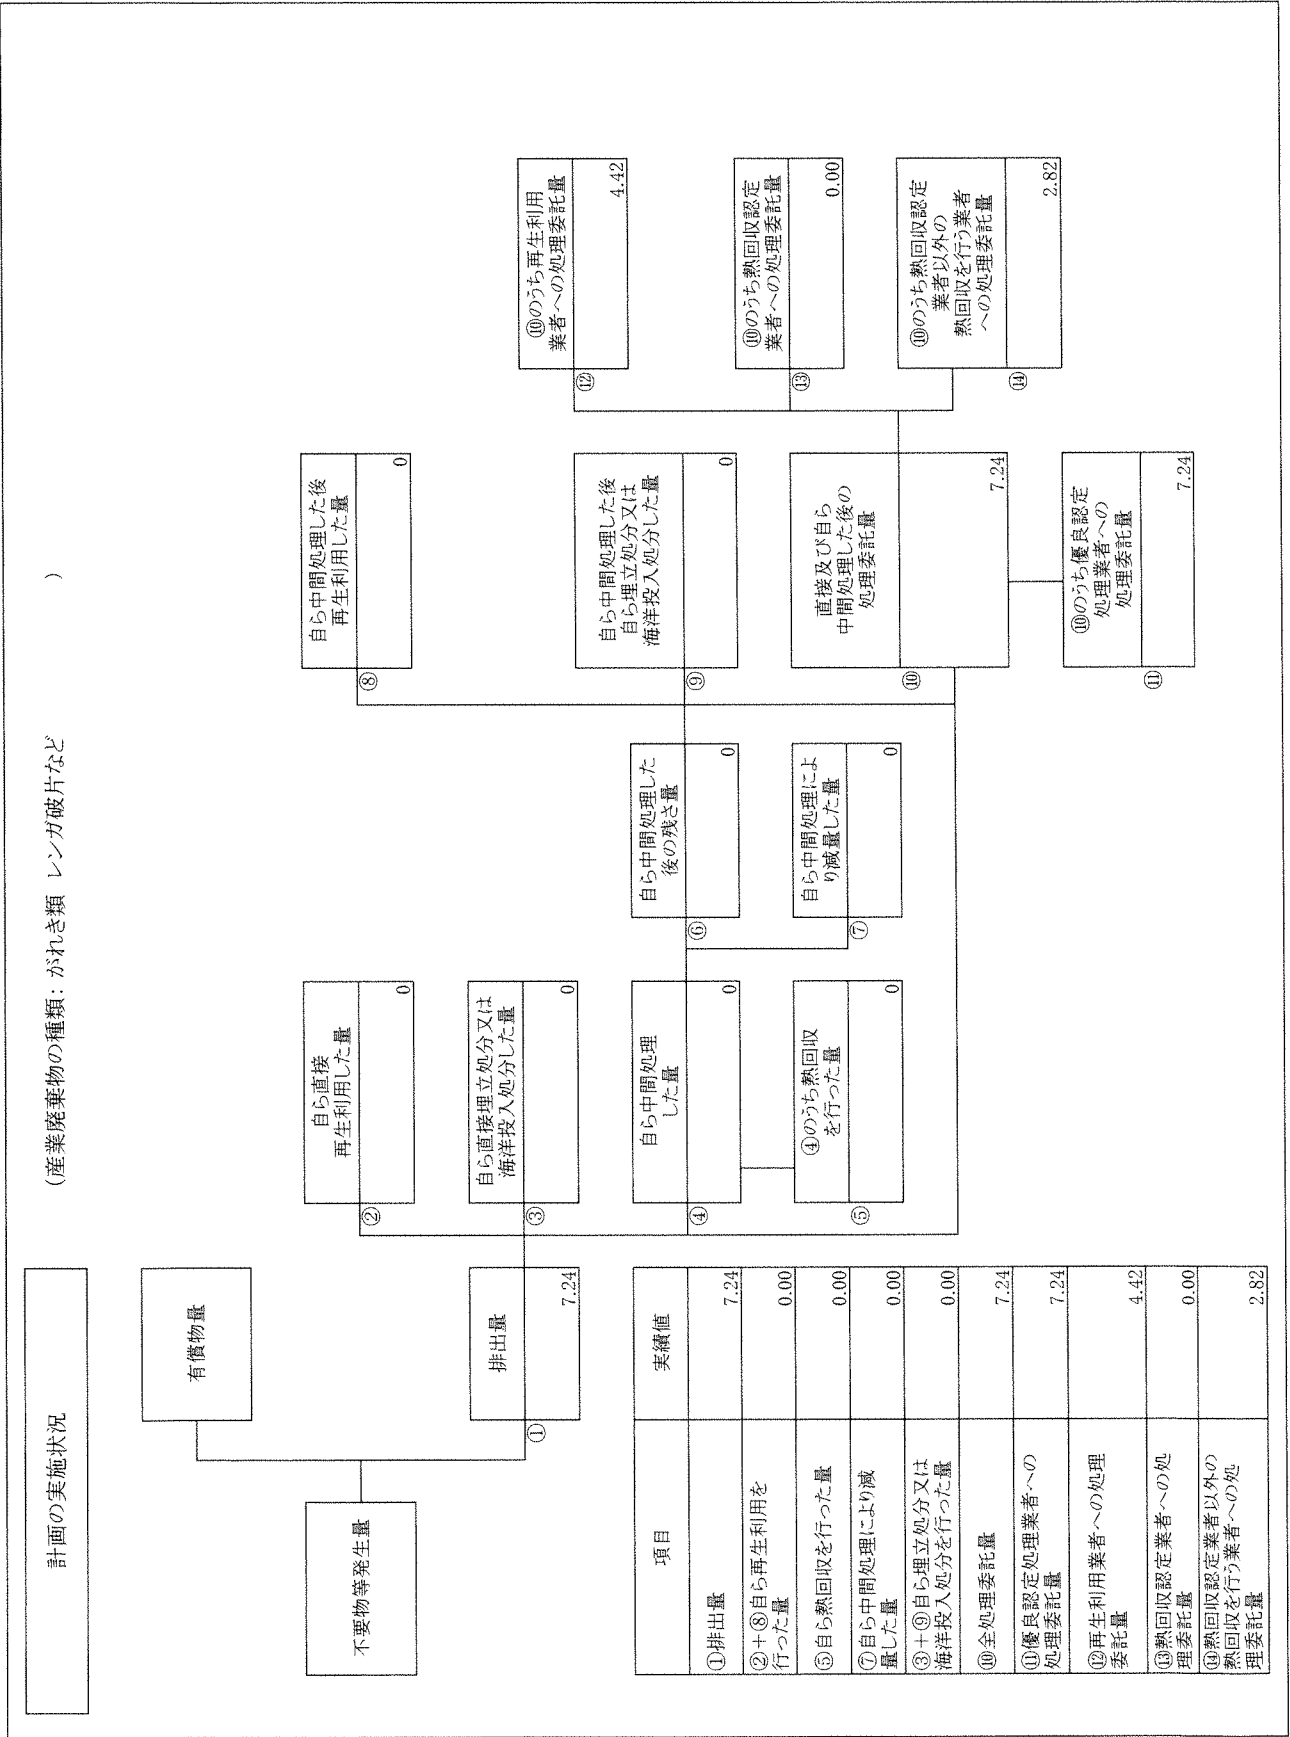 計画の実施状況
(産業廃棄物の種類：がれき類 レンガ破片など )
不要物等発生量
有償物量
①
排出量
7.24
②
自ら直接
再生利用した量
0
③
自ら直接埋立処分又は
海洋投入処分した量
0
④
自ら中間処理
した量
0
⑤
④のうち熱回収
を行った量
0
⑥
自ら中間処理した
後の残さ量
0
⑦
自ら中間処理によ
り減量した量
0
⑧
自ら中間処理した後
再生利用した量
0
⑨
自ら中間処理した後
自ら埋立処分又は
海洋投入処分した量
0
⑩
直接及び自ら
中間処理した後の
処理委託量
7.24
⑪
⑩のうち優良認定
処理業者への
処理委託量
7.24
⑫
⑩のうち再生利用
業者への処理委託量
4.42
⑬
⑩のうち熱回収認定
業者への処理委託量
0.00
⑭
⑩のうち熱回収認定
業者以外の
熱回収を行う業者
への処理委託量
2.82
項目 実績値
①排出量 7.24
②＋⑧自ら再生利用を
行った量 0.00
⑤自ら熱回収を行った量 0.00
⑦自ら中間処理により減
量した量 0.00
③＋⑨自ら埋立処分又は
海洋投入処分を行った量 0.00
⑩全処理委託量 7.24
⑪優良認定処理業者への
処理委託量 7.24
⑫再生利用業者への処理
委託量 4.42
⑬熱回収認定業者への処
理委託量 0.00
⑭熱回収認定業者以外の
熱回収を行う業者への処
理委託量 2.82